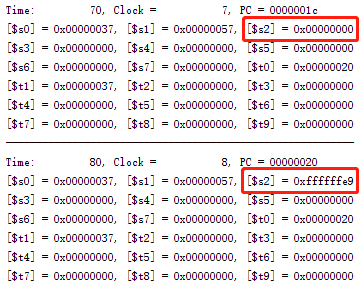 Time: 70, Clock = 7, PC = 0000001c
[$s0] = 0x00000037, [$s1] = 0x00000057, [$s2] = 0x00000000
[$s3] = 0x00000000, [$s4] = 0x00000000, [$s5] = 0x00000000
[$s6] = 0x00000000, [$s7] = 0x00000000, [$t0] = 0x00000020
[$t1] = 0x00000037, [$t2] = 0x00000000, [$t3] = 0x00000000
[$t4] = 0x00000000, [$t5] = 0x00000000, [$t6] = 0x00000000
[$t7] = 0x00000000, [$t8] = 0x00000000, [$t9] = 0x00000000
Time: 80, Clock = 8, PC = 00000020
[$s0] = 0x00000037, [$s1] = 0x00000057, [$s2] = 0xffffffe9
[$s3] = 0x00000000, [$s4] = 0x00000000, [$s5] = 0x00000000
[$s6] = 0x00000000, [$s7] = 0x00000000, [$t0] = 0x00000020
[$t1] = 0x00000037, [$t2] = 0x00000000, [$t3] = 0x00000000
[$t4] = 0x00000000, [$t5] = 0x00000000, [$t6] = 0x00000000
[$t7] = 0x00000000, [$t8] = 0x00000000, [$t9] = 0x00000000